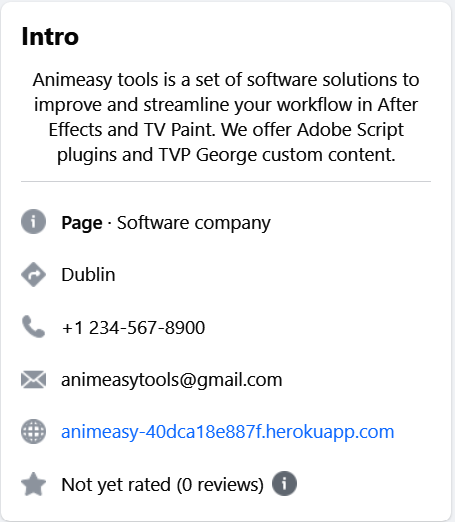 Intro
Animeasy tools is a set of software solutions to
improve and streamline your workflow in After
Effects and TV Paint. We offer Adobe Script
plugins and TVP George custom content.
Page · Software company
Dublin
+1 234-567-8900
animeasytools@gmail.com
animeasy-40dca18e887f.herokuapp.com
Not yet rated (0 reviews)